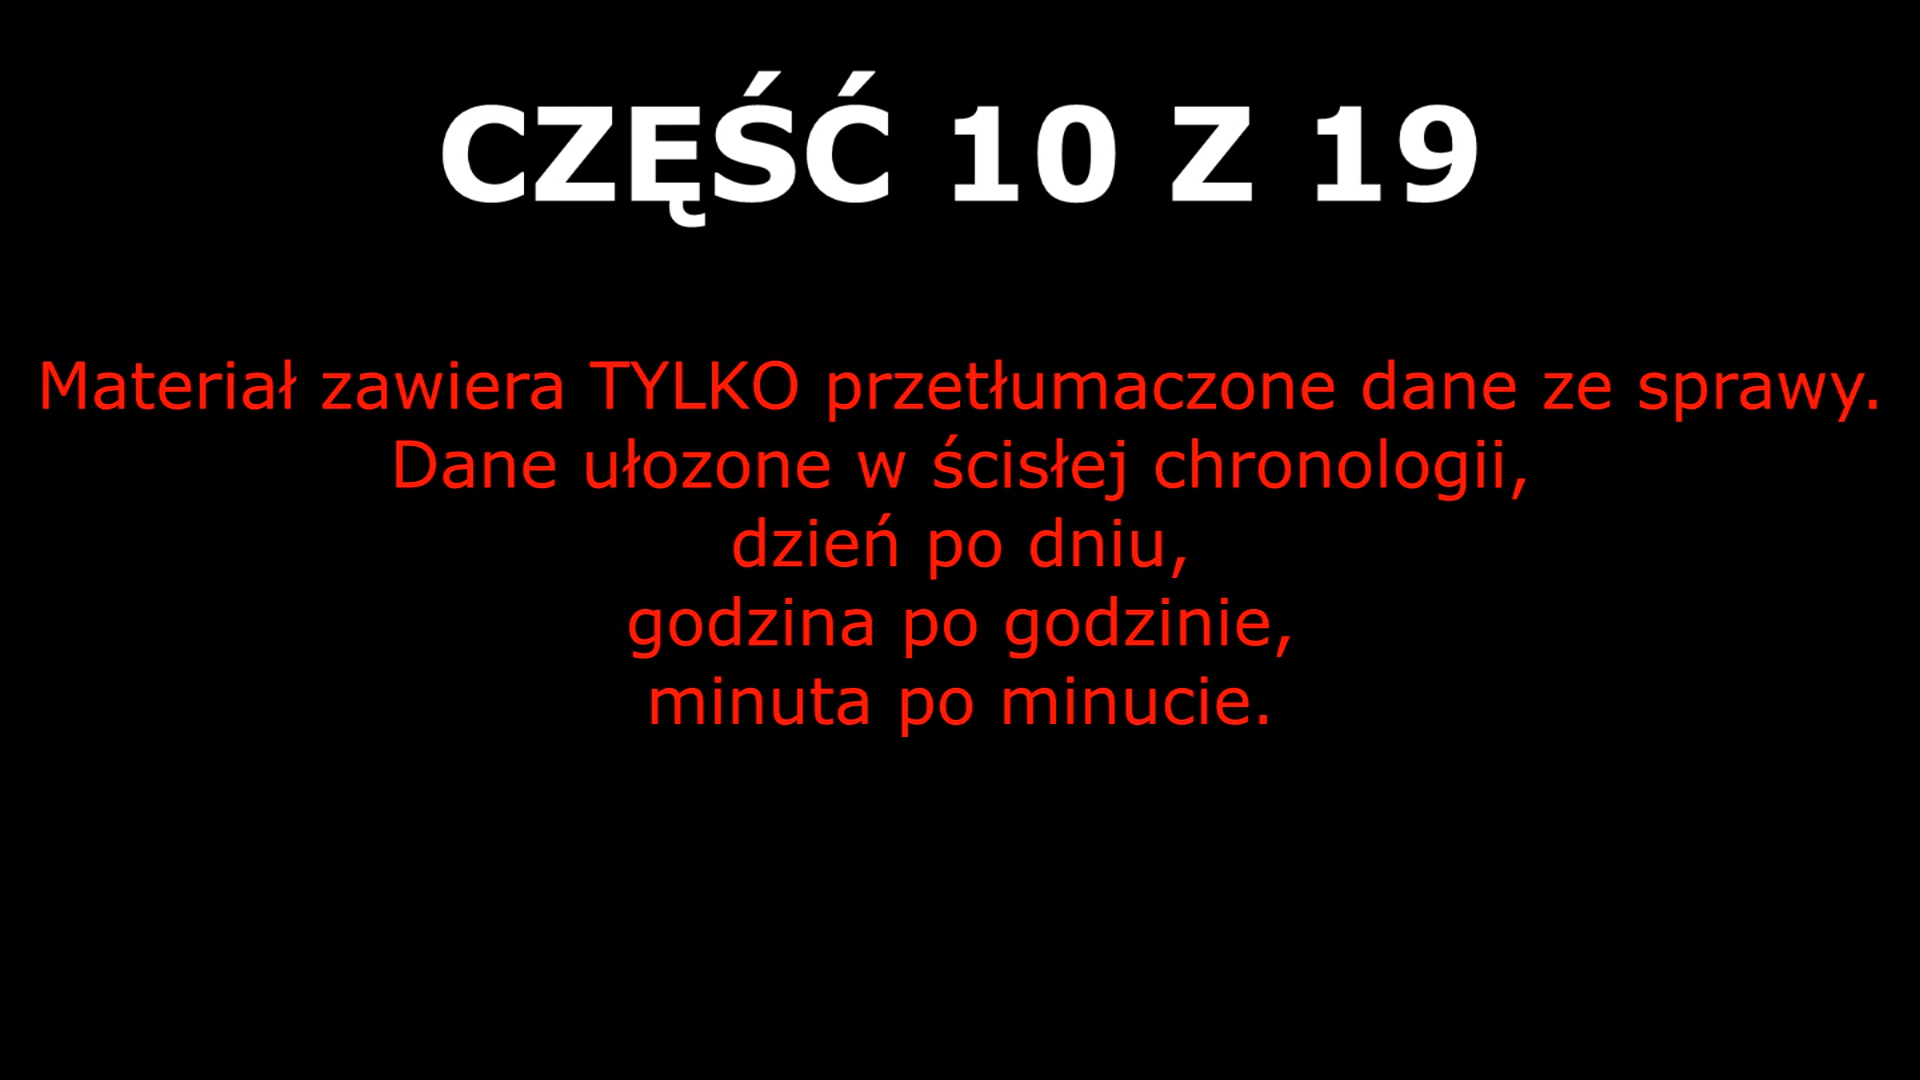 CZĘŚĆ 10 Z 19
Materiał zawiera TYLKO przetłumaczone dane ze sprawy.
Dane ułozone w ścisłej chronologii,
dzień po dniu,
godzina po godzinie,
minuta po minucie.